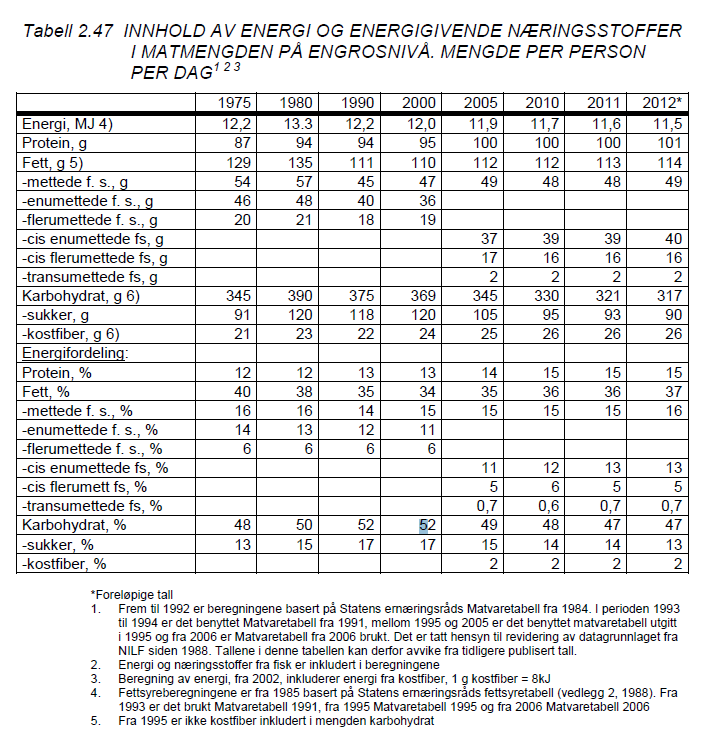 Tabell 2.47 INNHOLD AV ENERGI OG ENERGIGIVENDE NÆRINGSSTOFFER
I MATMENGDEN PÅ ENGROSNIVÅ. MENGDE PER PERSON
PER DAG1 2 3
1975 1980 1990 2000 2005 2010 2011 2012*
Energi, MJ 4) 12,2 13.3 12,2 12,0 11,9 11,7 11,6 11,5
Protein, g 87 94 94 95 100 100 100 101
Fett, g 5) 129 135 111 110 112 112 113 114
-mettede f. s., g 54 57 45 47 49 48 48 49
-enumettede f. s., g 46 48 40 36
-flerumettede f. s., g 20 21 18 19
-cis enumettede fs, g 37 39 39 40
-cis flerumettede fs, g 17 16 16 16
-transumettede fs, g 2 2 2 2
Karbohydrat, g 6) 345 390 375 369 345 330 321 317
-sukker, g 91 120 118 120 105 95 93 90
-kostfiber, g 6) 21 23 22 24 25 26 26 26
Energifordeling:
Protein, % 12 12 13 13 14 15 15 15
Fett, % 40 38 35 34 35 36 36 37
-mettede f. s., % 16 16 14 15 15 15 15 16
-enumettede f. s., % 14 13 12 11
-flerumettede f. s., % 6 6 6 6
-cis enumettede fs, % 11 12 13 13
-cis flerumett fs, % 5 6 5 5
-transumettede fs, % 0,7 0,6 0,7 0,7
Karbohydrat, % 48 50 52 52 49 48 47 47
-sukker, % 13 15 17 17 15 14 14 13
-kostfiber, % 2 2 2 2
*Foreløpige tall
1. Frem til 1992 er beregningene basert på Statens ernæringsråds Matvaretabell fra 1984. I perioden 1993
til 1994 er det benyttet Matvaretabell fra 1991, mellom 1995 og 2005 er det benyttet matvaretabell utgitt
i 1995 og fra 2006 er Matvaretabell fra 2006 brukt. Det er tatt hensyn til revidering av datagrunnlaget fra
NILF siden 1988. Tallene i denne tabellen kan derfor avvike fra tidligere publisert tall.
2. Energi og næringsstoffer fra fisk er inkludert i beregningene
3. Beregning av energi, fra 2002, inkluderer energi fra kostfiber, 1 g kostfiber = 8kJ
4. Fettsyreberegningene er fra 1985 basert på Statens ernæringsråds fettsyretabell (vedlegg 2, 1988). Fra
1993 er det brukt Matvaretabell 1991, fra 1995 Matvaretabell 1995 og fra 2006 Matvaretabell 2006
5. Fra 1995 er ikke kostfiber inkludert i mengden karbohydrat